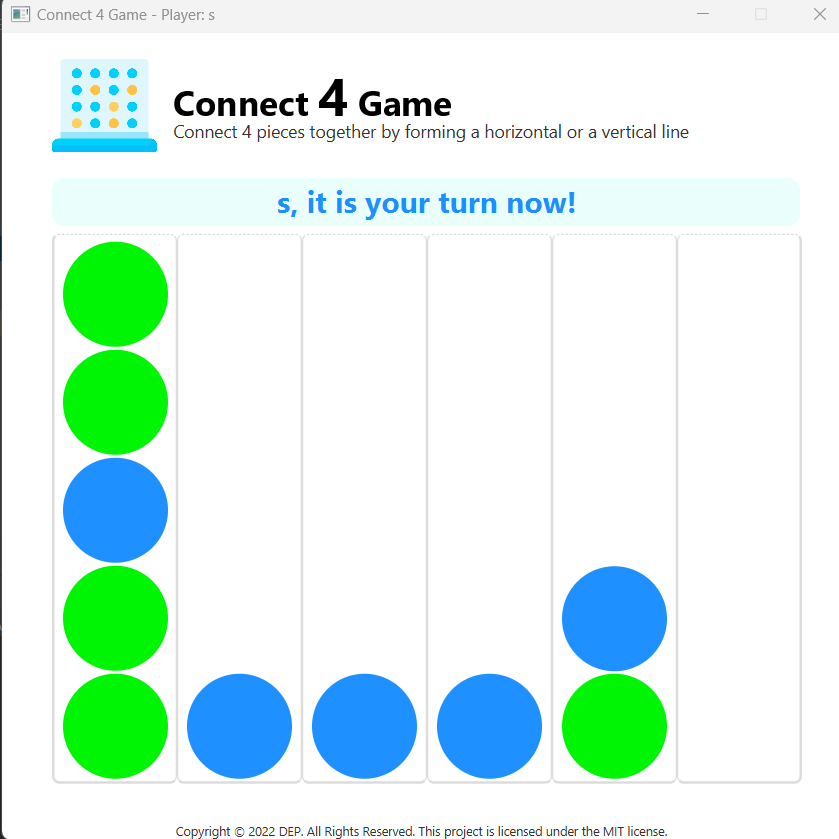 Connect 4 Game - Player: s
Connect 4 Game
Connect 4 pieces together by forming a horizontal or a vertical line
s, it is your turn now!
Copyright © 2022 DEP. All Rights Reserved. This project is licensed under the MIT license.